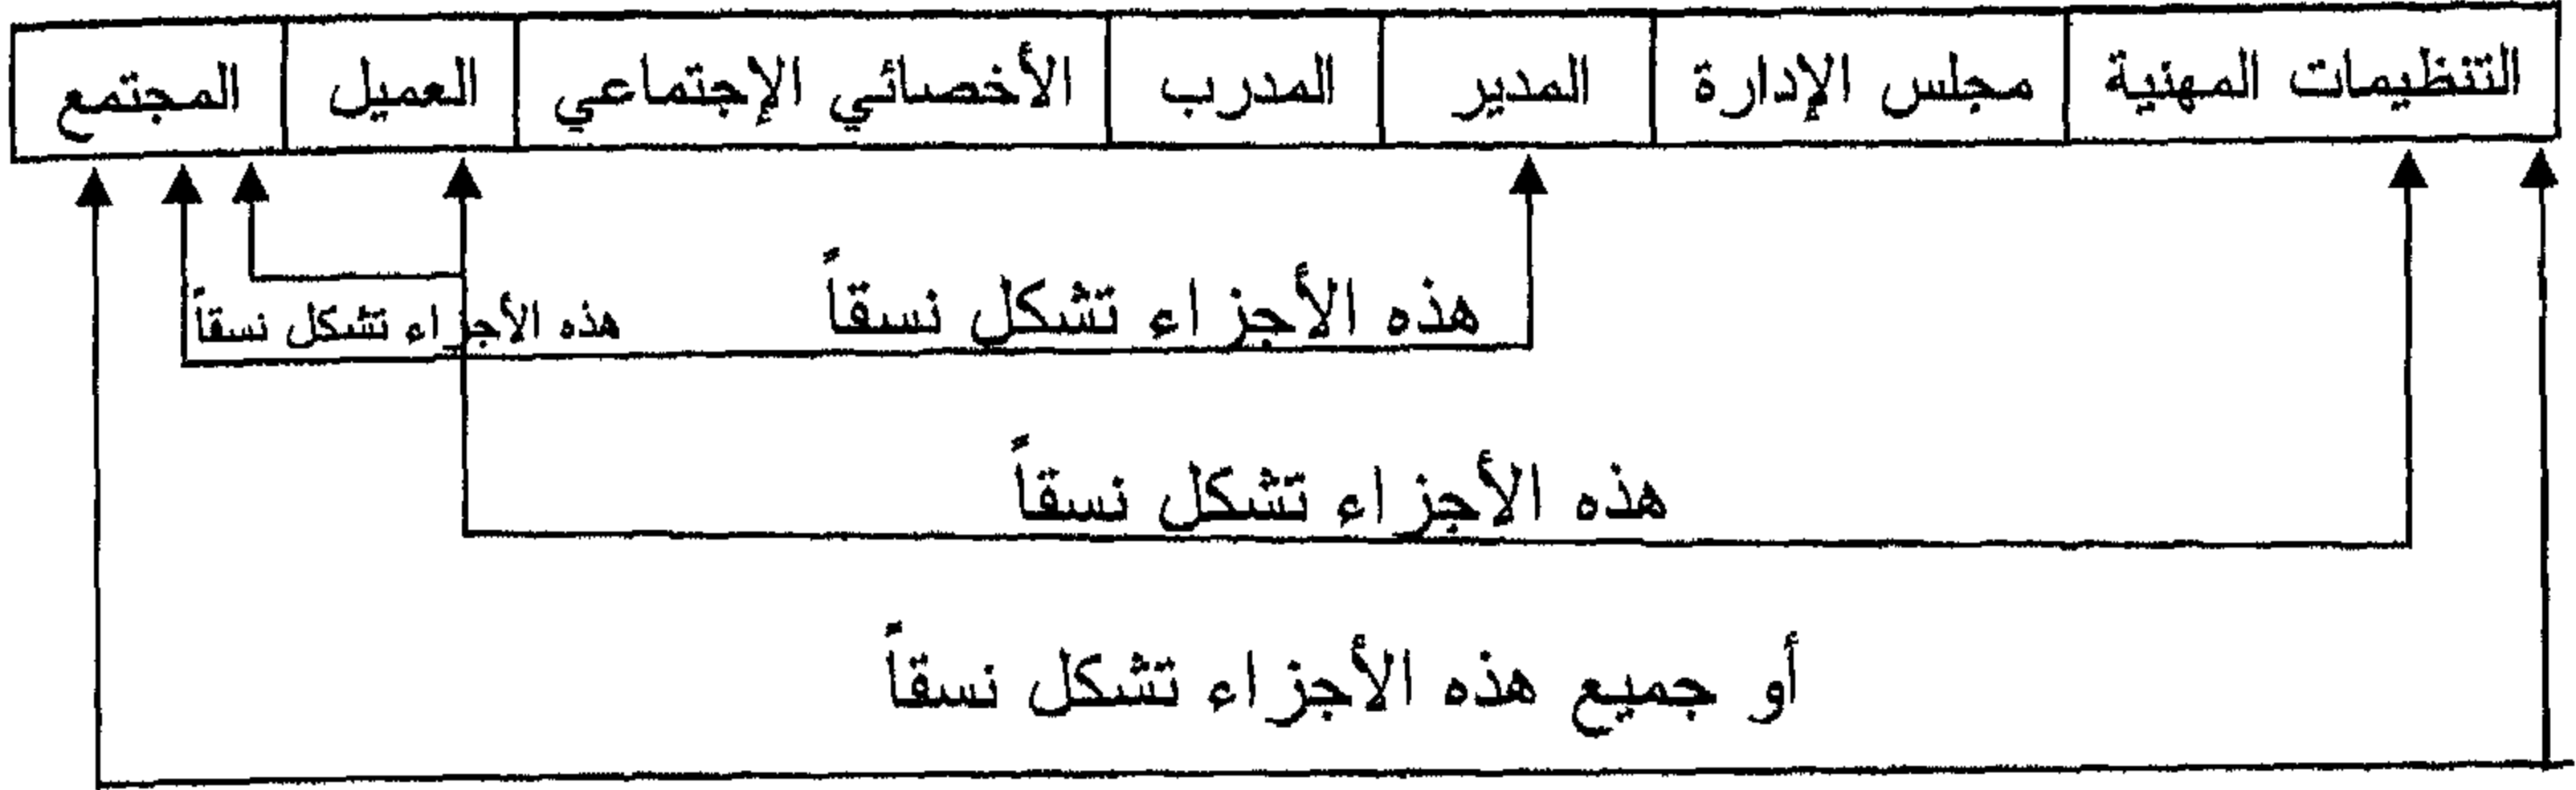 التنظيمات المهنية مجلس الإدارة المدير المدرب الأخصائي الإجتماعي العميل المجتمع
هذه الأجزاء تشكل نسقاً
هذه الأجزاء تشكل نسقاً
هذه الأجزاء تشكل نسقاً
أو جميع هذه الأجزاء تشكل نسقاً